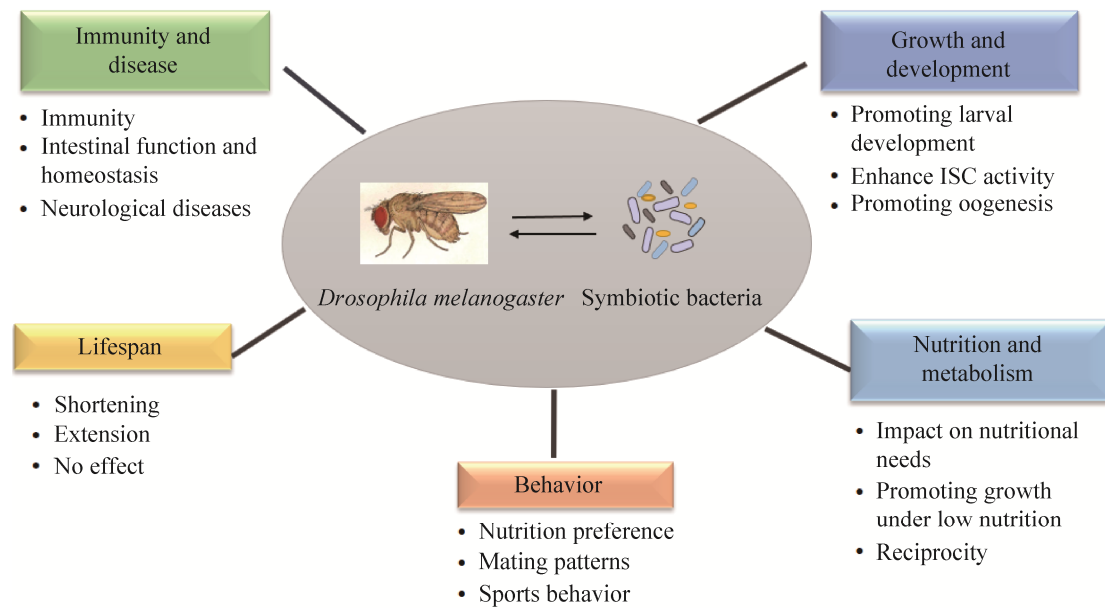 Immunity and
disease
• Immunity
• Intestinal function and
homeostasis
• Neurological diseases
Growth and
development
• Promoting larval
development
• Enhance ISC activity
• Promoting oogenesis
Drosophila melanogaster
Symbiotic bacteria
Lifespan
• Shortening
• Extension
• No effect
Behavior
• Nutrition preference
• Mating patterns
• Sports behavior
Nutrition and
metabolism
• Impact on nutritional
needs
• Promoting growth
under low nutrition
• Reciprocity